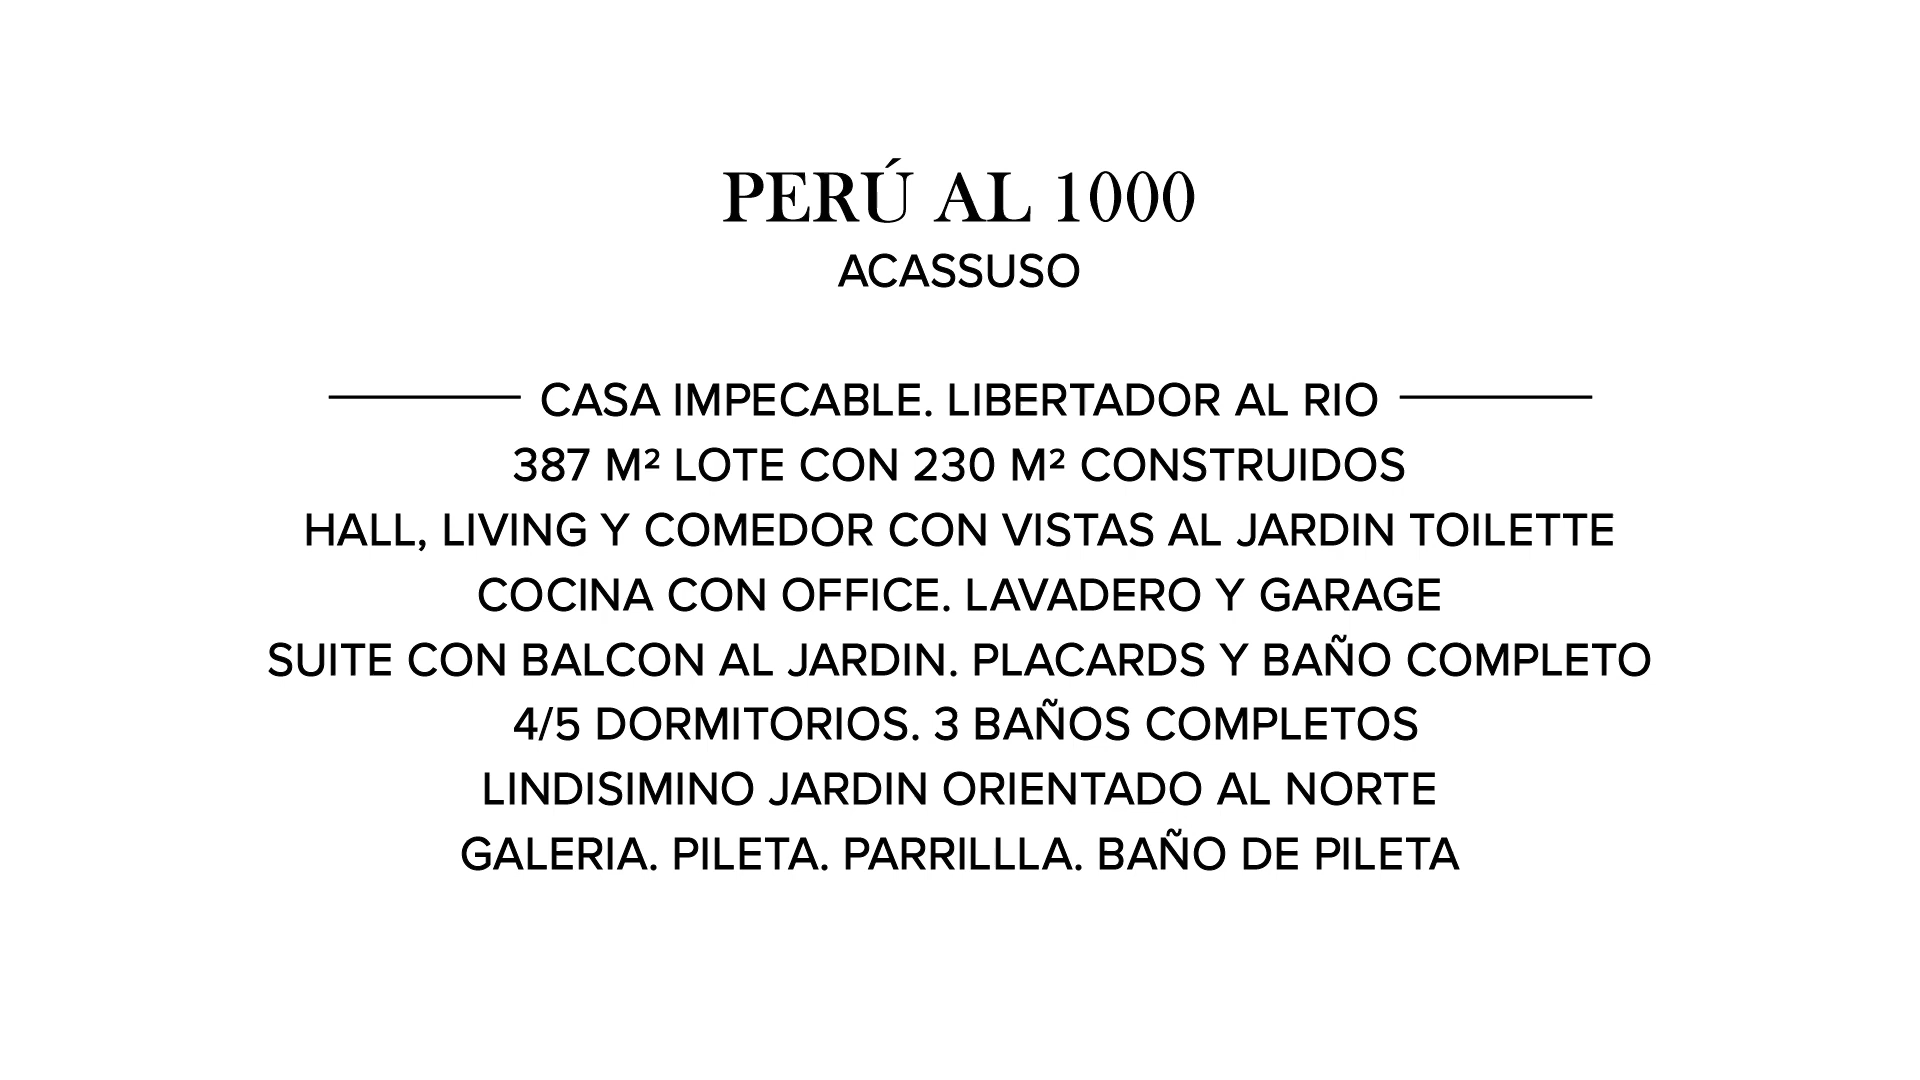 PERÚ AL 1000
ACASSUSO
CASA IMPECABLE. LIBERTADOR AL RIO
387 M² LOTE CON 230 M² CONSTRUIDOS
HALL, LIVING Y COMEDOR CON VISTAS AL JARDIN TOILETTE
COCINA CON OFFICE. LAVADERO Y GARAGE
SUITE CON BALCON AL JARDIN. PLACARDS Y BAÑO COMPLETO
4/5 DORMITORIOS. 3 BAÑOS COMPLETOS
LINDISIMINO JARDIN ORIENTADO AL NORTE
GALERIA. PILETA. PARRILLLA. BAÑO DE PILETA